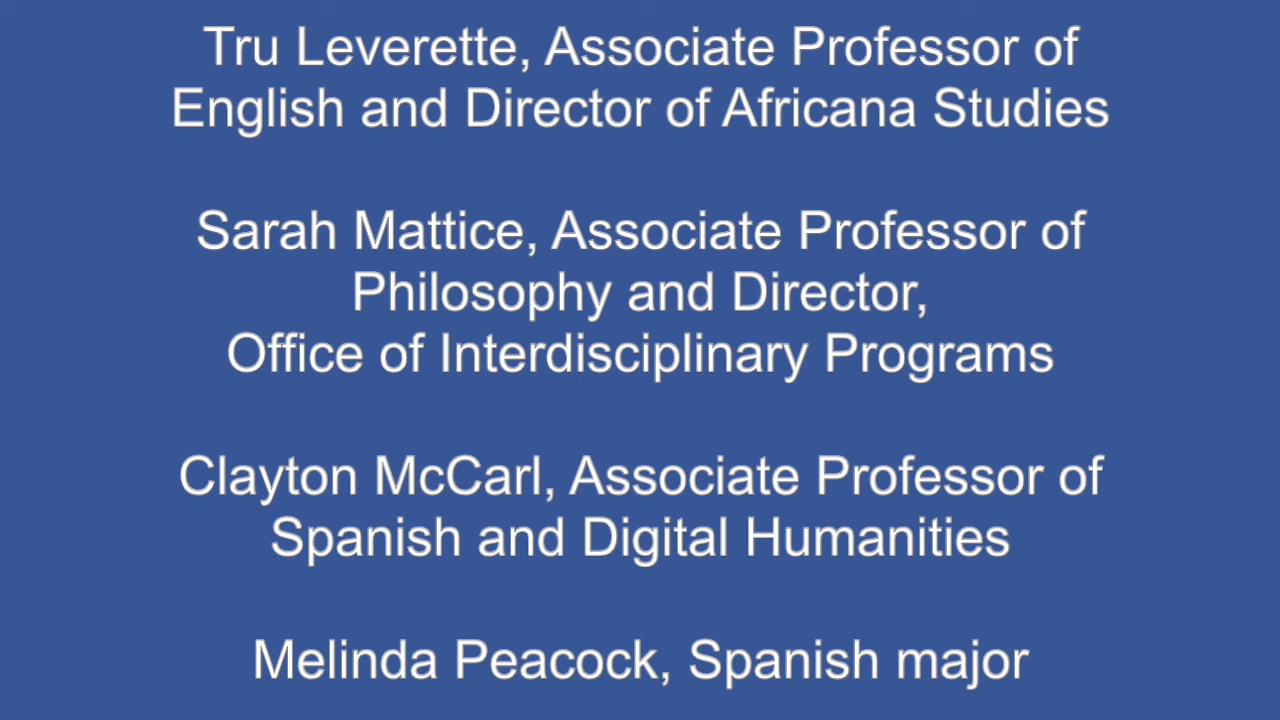 Tru Leverette, Associate Professor of
English and Director of Africana Studies
Sarah Mattice, Associate Professor of
Philosophy and Director,
Office of Interdisciplinary Programs
Clayton McCarl, Associate Professor of
Spanish and Digital Humanities
Melinda Peacock, Spanish major